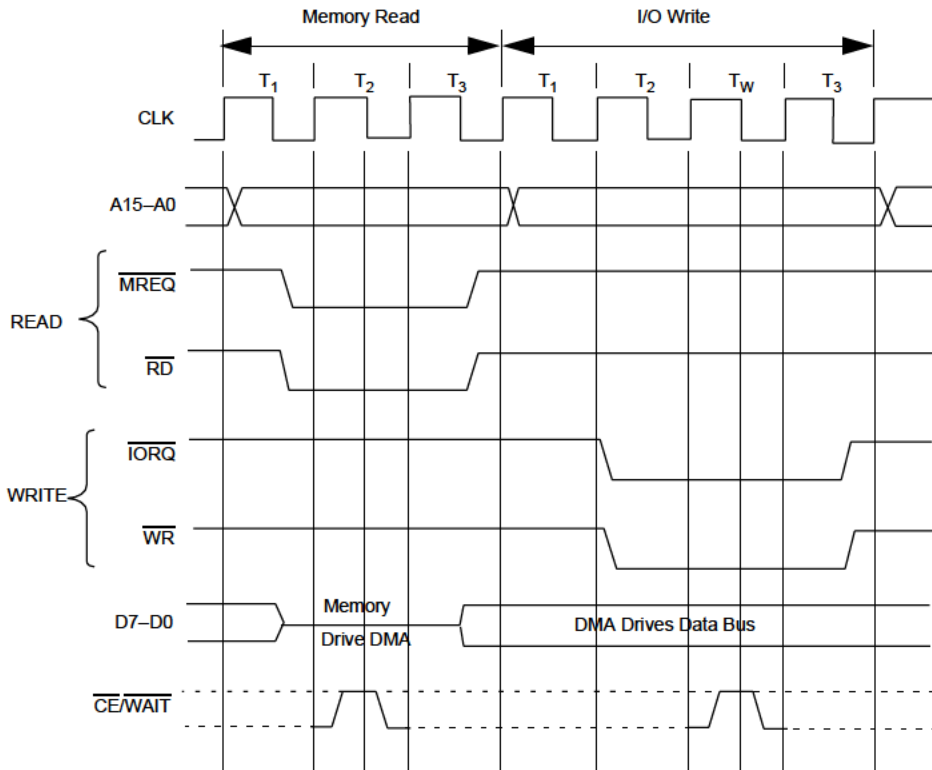 Memory Read I/O Write
T1 T2 T3 T1 T2 TW T3
CLK
A15–A0
MREQ
READ
RD
IORQ
WRITE
WR
Memory
D7–D0 DMA Drives Data Bus
Drive DMA
CE/WAIT